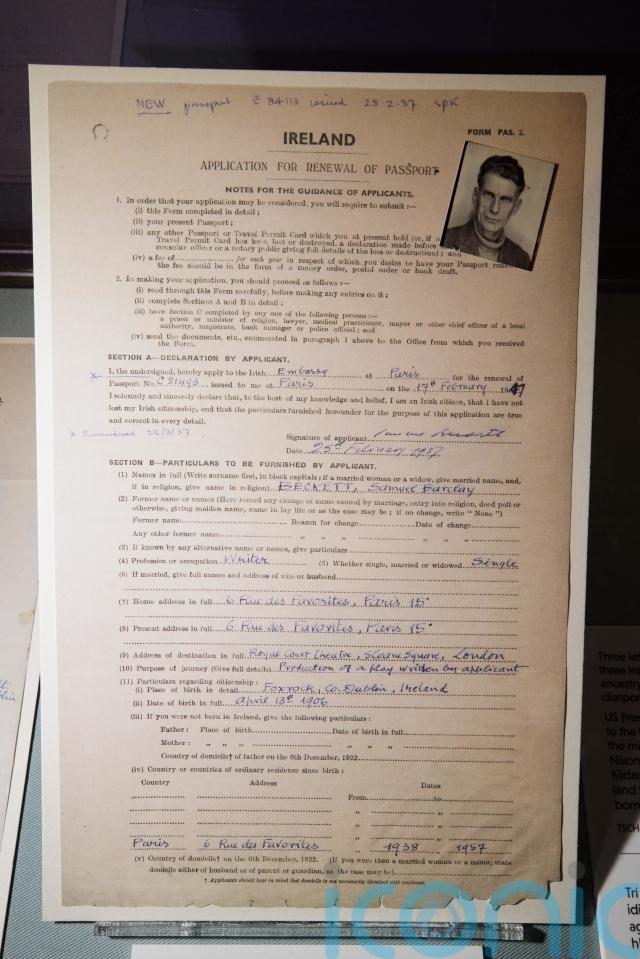 NEW passport E 84113 issued 25-2-57 SPK
IRELAND
FORM PAS. 2.
APPLICATION FOR RENEWAL OF PASSPORT
NOTES FOR THE GUIDANCE OF APPLICANTS.
1. In order that your application may be considered, you will require to submit :—
(i) this Form completed in detail ;
(ii) your present Passport ;
(iii) any other Passport or Travel Permit Card which you at present hold (or, if a
Travel Permit Card has been lost or destroyed, a declaration made before
consular officer or a notary public giving full details of the loss or destruction) ; and
(iv) a fee of for each year in respect of which you desire to have your Passport
the fee should be in the form of a money order, postal order or bank draft.
2. In making your application, you should proceed as follows :—
(i) read through this Form carefully, before making any entries on it ;
(ii) complete Sections A and B in detail ;
(iii) have Section C completed by any one of the following persons :—
a priest or minister of religion, lawyer, medical practitioner, mayor or other chief officer of a local
authority, magistrate, bank manager or police official ; and
(iv) send the documents, etc., enumerated in paragraph 1 above to the Office from which you received
the Form.
SECTION A—DECLARATION BY APPLICANT.
I, the undersigned, hereby apply to the Irish Embassy at Paris for the renewal of
Passport No. C 21493 issued to me at Paris on the 17th February 1947
I solemnly and sincerely declare that, to the best of my knowledge and belief, I am an Irish citizen, that I have not
lost my Irish citizenship, and that the particulars furnished hereunder for the purpose of this application are true
and correct in every detail.
25/2/57
Signature of applicant
Date 25th February 1957
SECTION B—PARTICULARS TO BE FURNISHED BY APPLICANT.
(1) Names in full (Write surname first, in block capitals ; if a married woman or a widow, give married name, and,
if in religion, give name in religion) BECKETT, Samuel Barclay
(2) Former name or names (Here record any change of name caused by marriage, entry into religion, deed poll or
otherwise, giving maiden name, name in lay life or as the case may be ; if no change, write " None ")
Former name Reason for change Date of change
Any other former name " " " " " "
(3) If known by any alternative name or names, give particulars
(4) Profession or occupation Writer (5) Whether single, married or widowed Single
(6) If married, give full names and address of wife or husband
(7) Home address in full 6 Rue des Favorites, Paris 15°
(8) Present address in full 6 Rue des Favorites, Paris 15°
(9) Address of destination in full Royal Court Theatre, Sloane Square, London
(10) Purpose of journey (Give full details) Production of a play written by applicant
(11) Particulars regarding citizenship :
(i) Place of birth in detail Foxrock, Co. Dublin, Ireland
(ii) Date of birth in full April 13th 1906
(iii) If you were not born in Ireland, give the following particulars :
Father : Place of birth Date of birth in full
Mother : " " " " " "
Country of domicile† of father on the 6th December, 1922
(iv) Country or countries of ordinary residence since birth :
Country Address Dates
From to
" "
" "
" "
Paris 6 Rue des Favorites " 1938 " 1957
(v) Country of domicile† on the 6th December, 1922. (If you were then a married woman or a minor, state
domicile either of husband or of parent or guardian, as the case may be)
† Applicants should bear in mind that domicile is not necessarily identical with residence.
Three
three
ancestry
diaspor
US Pres
to the
the mi
Nixon
Kilda
(and
born
TSCH
Trí
idi
iconic